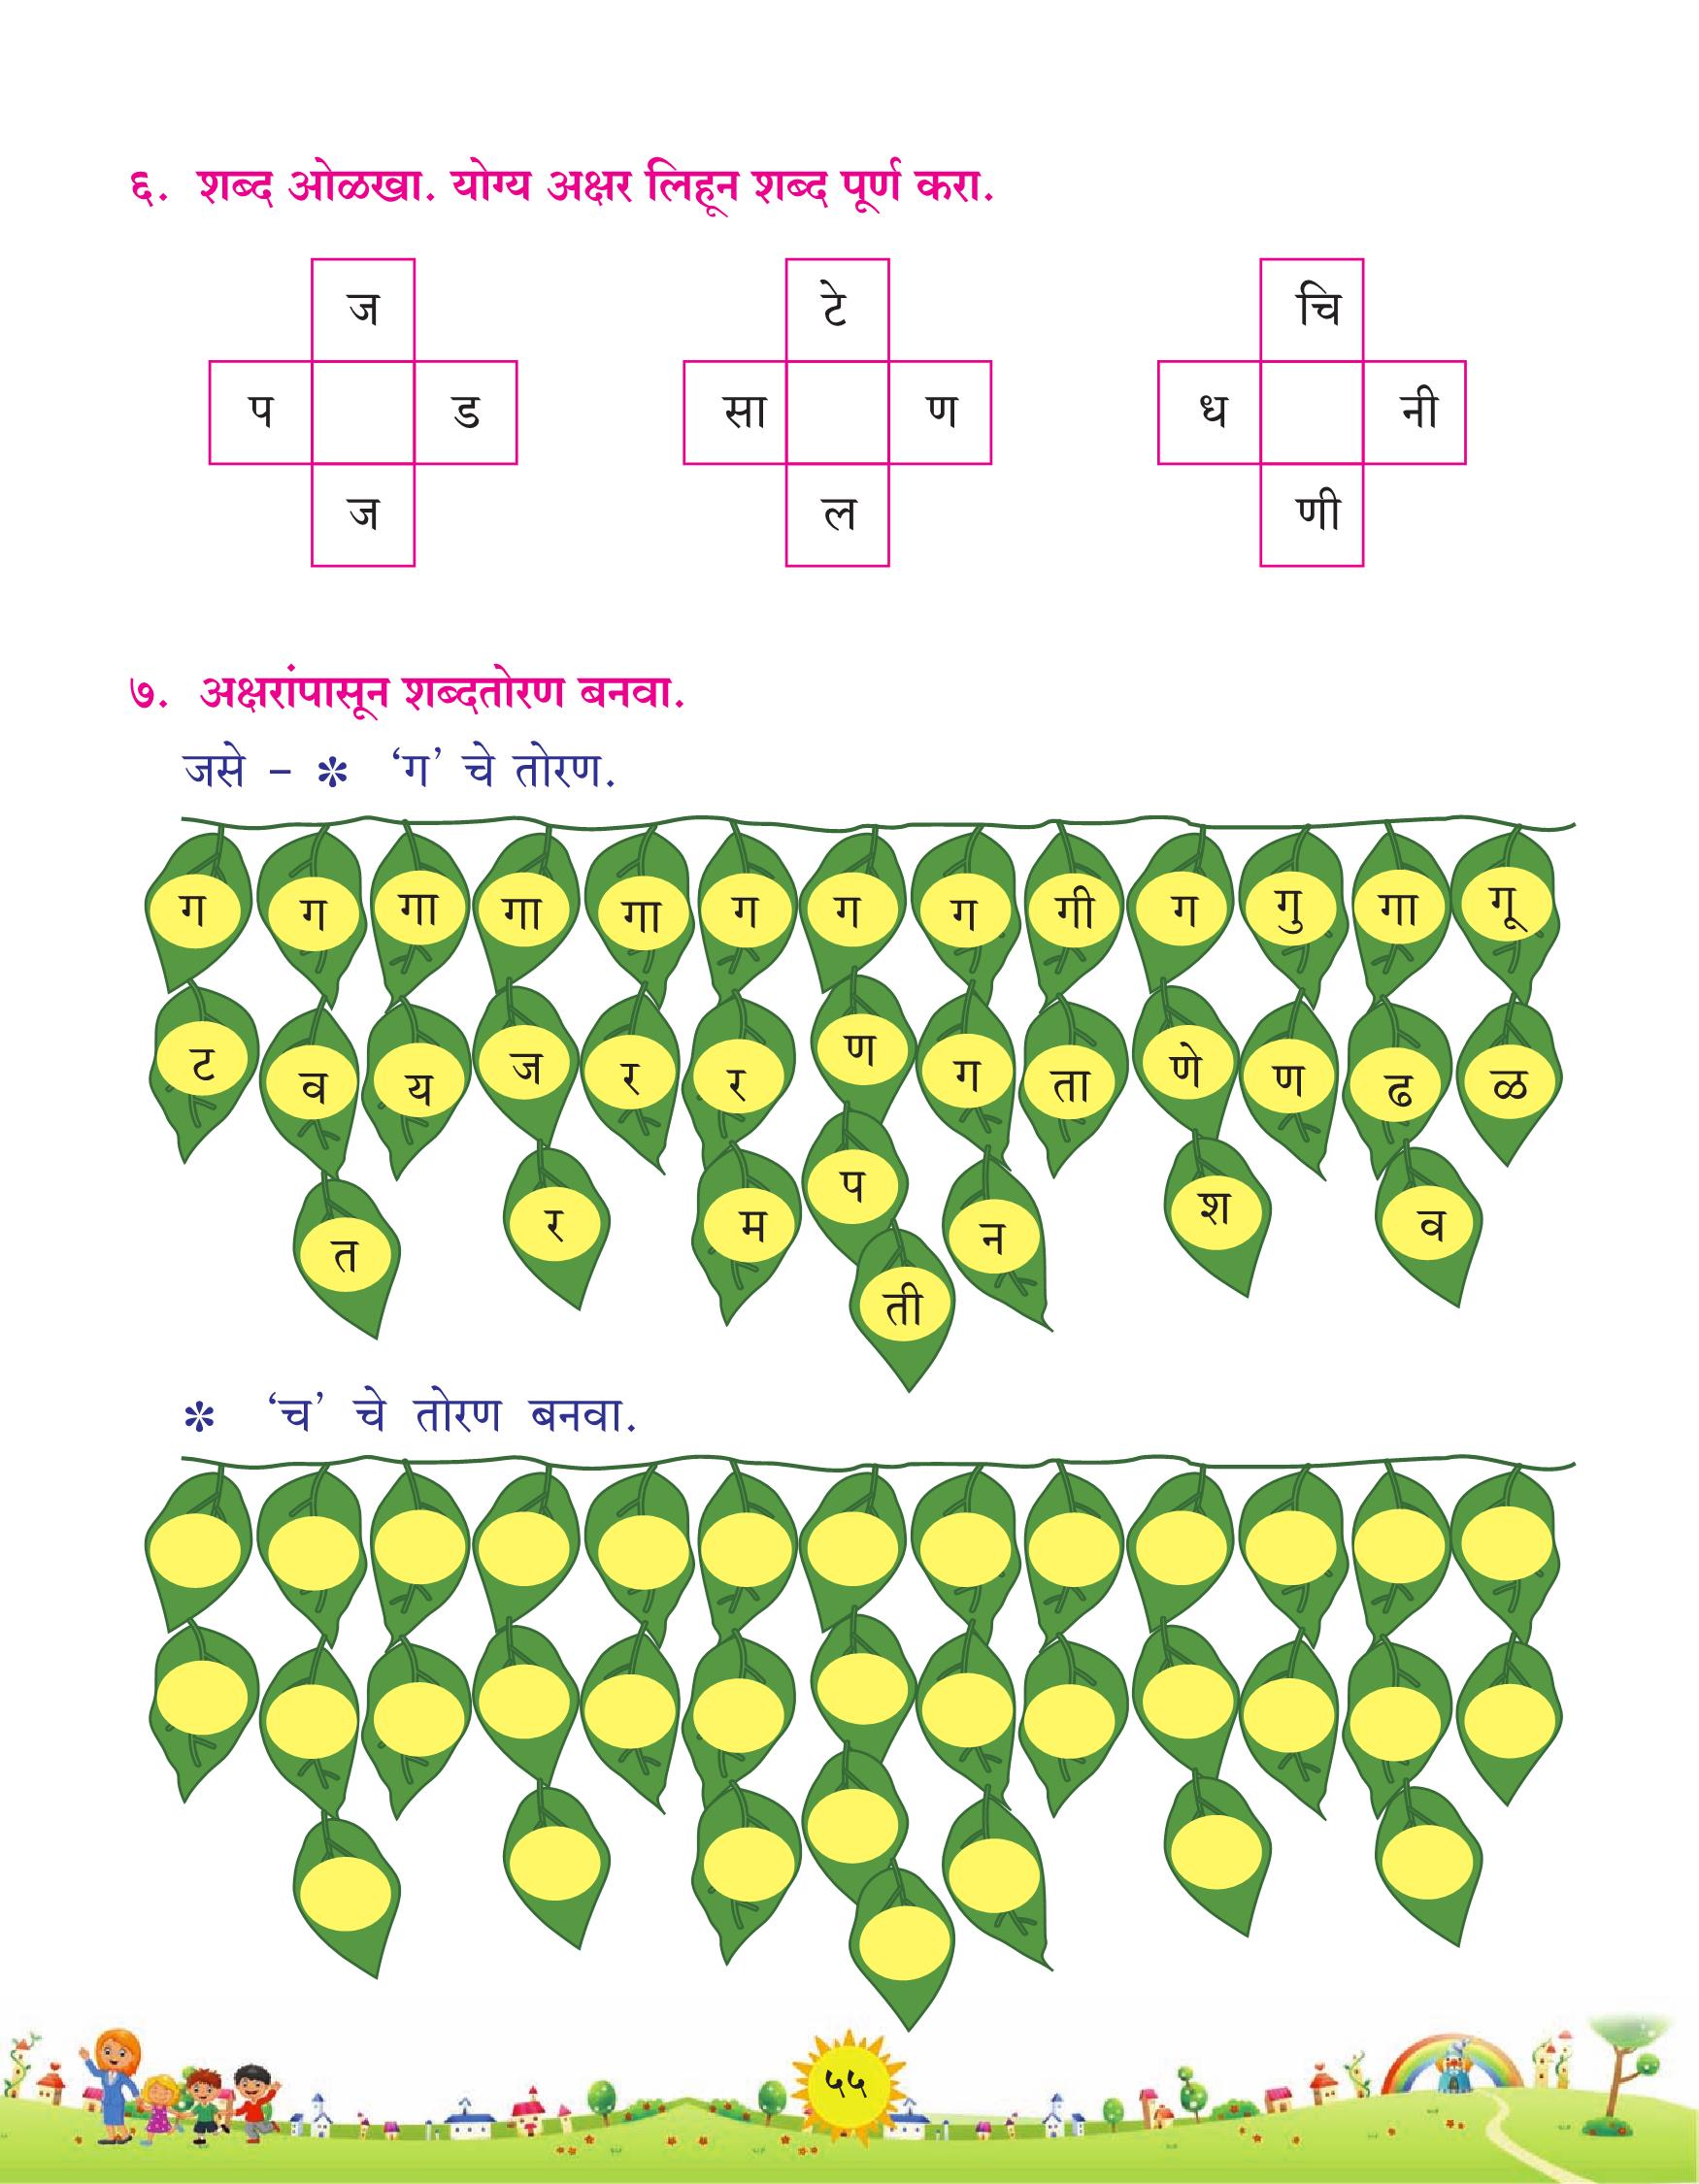 ६. शब्द ओळखा. योग्य अक्षर लिहून शब्द पूर्ण करा.
ज टे चि
प ड सा ण ध नी
ज ल णी
७. अक्षरांपासून शब्दतोरण बनवा.
जसे – * ‘ग’ चे तोरण.
ग ग गा गा गा ग ग ग गी ग गु गा गू
ट व य ज र र ण ग ता णे ण ढ ळ
त र म प न श व
ती
* ‘च’ चे तोरण बनवा.
५५